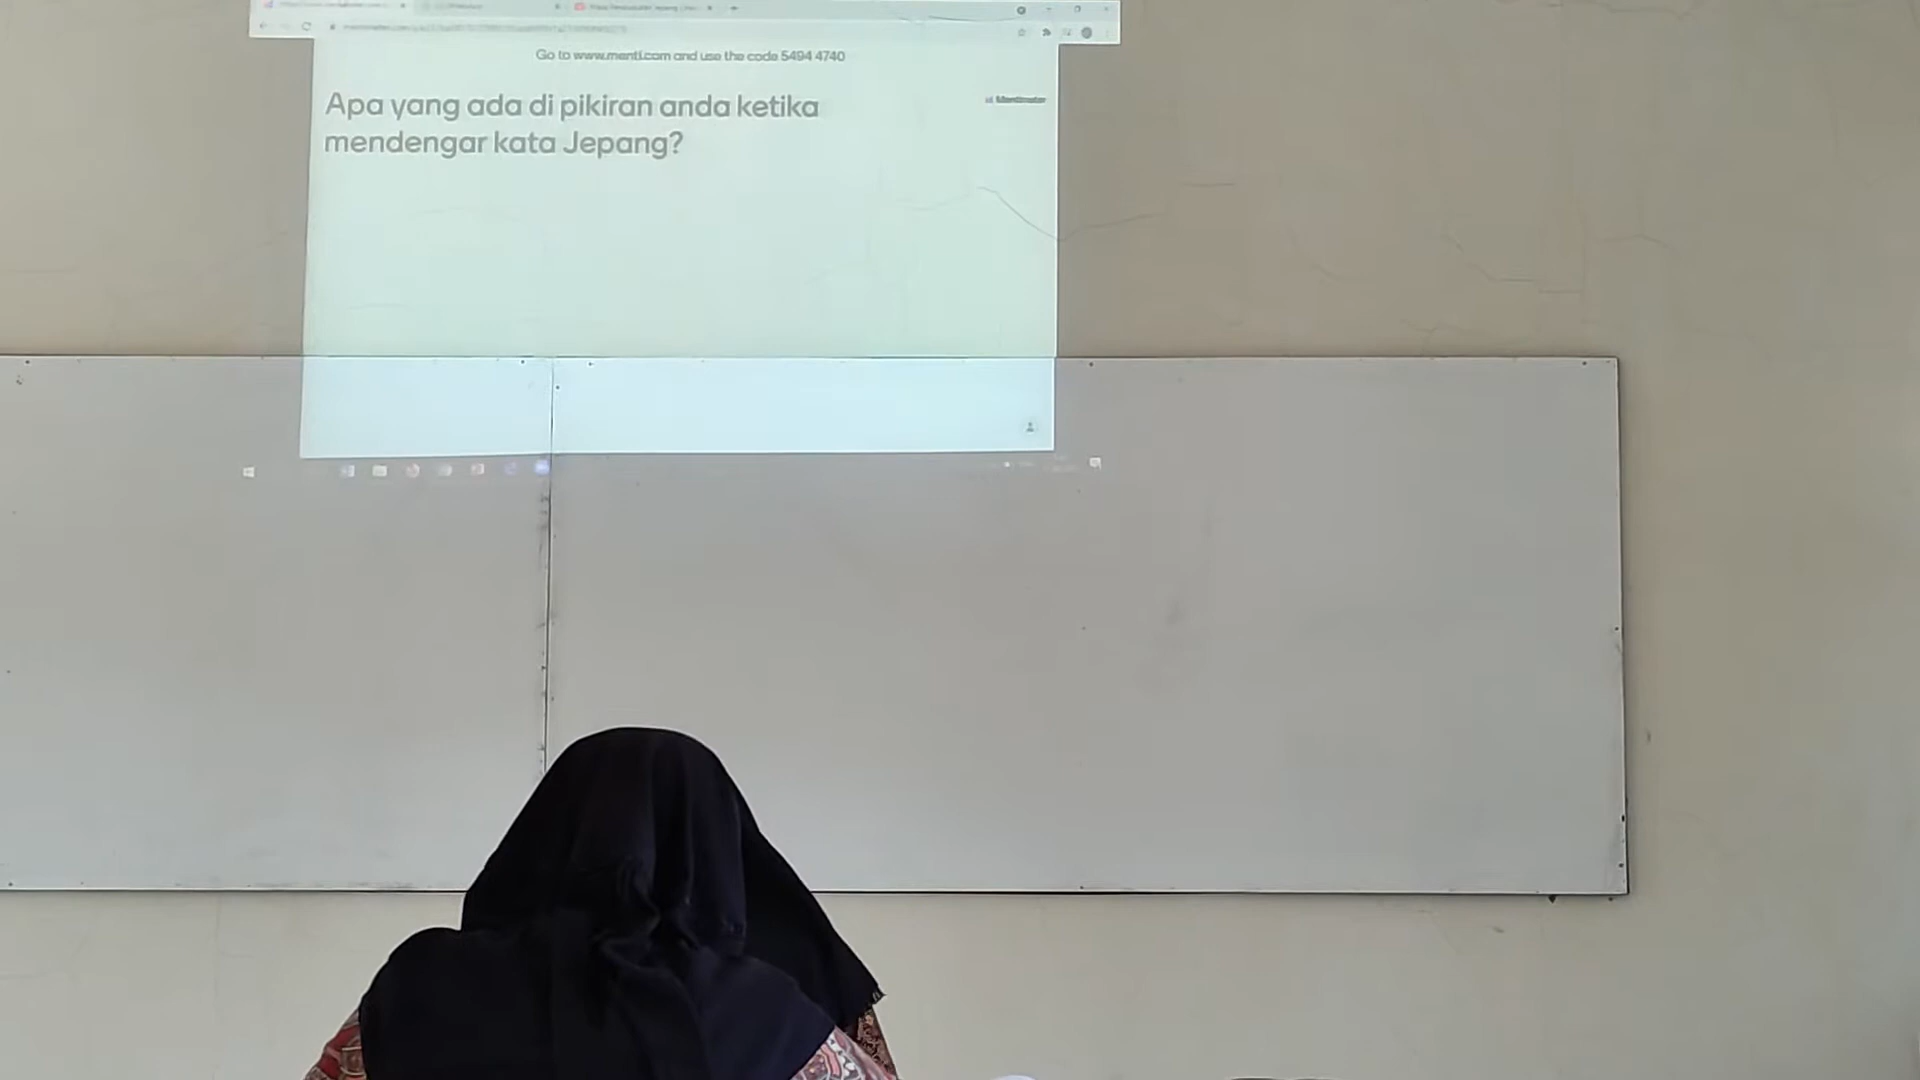 Go to www.menti.com and use the code 5494 4740
Apa yang ada di pikiran anda ketika
mendengar kata Jepang?
Mentimeter